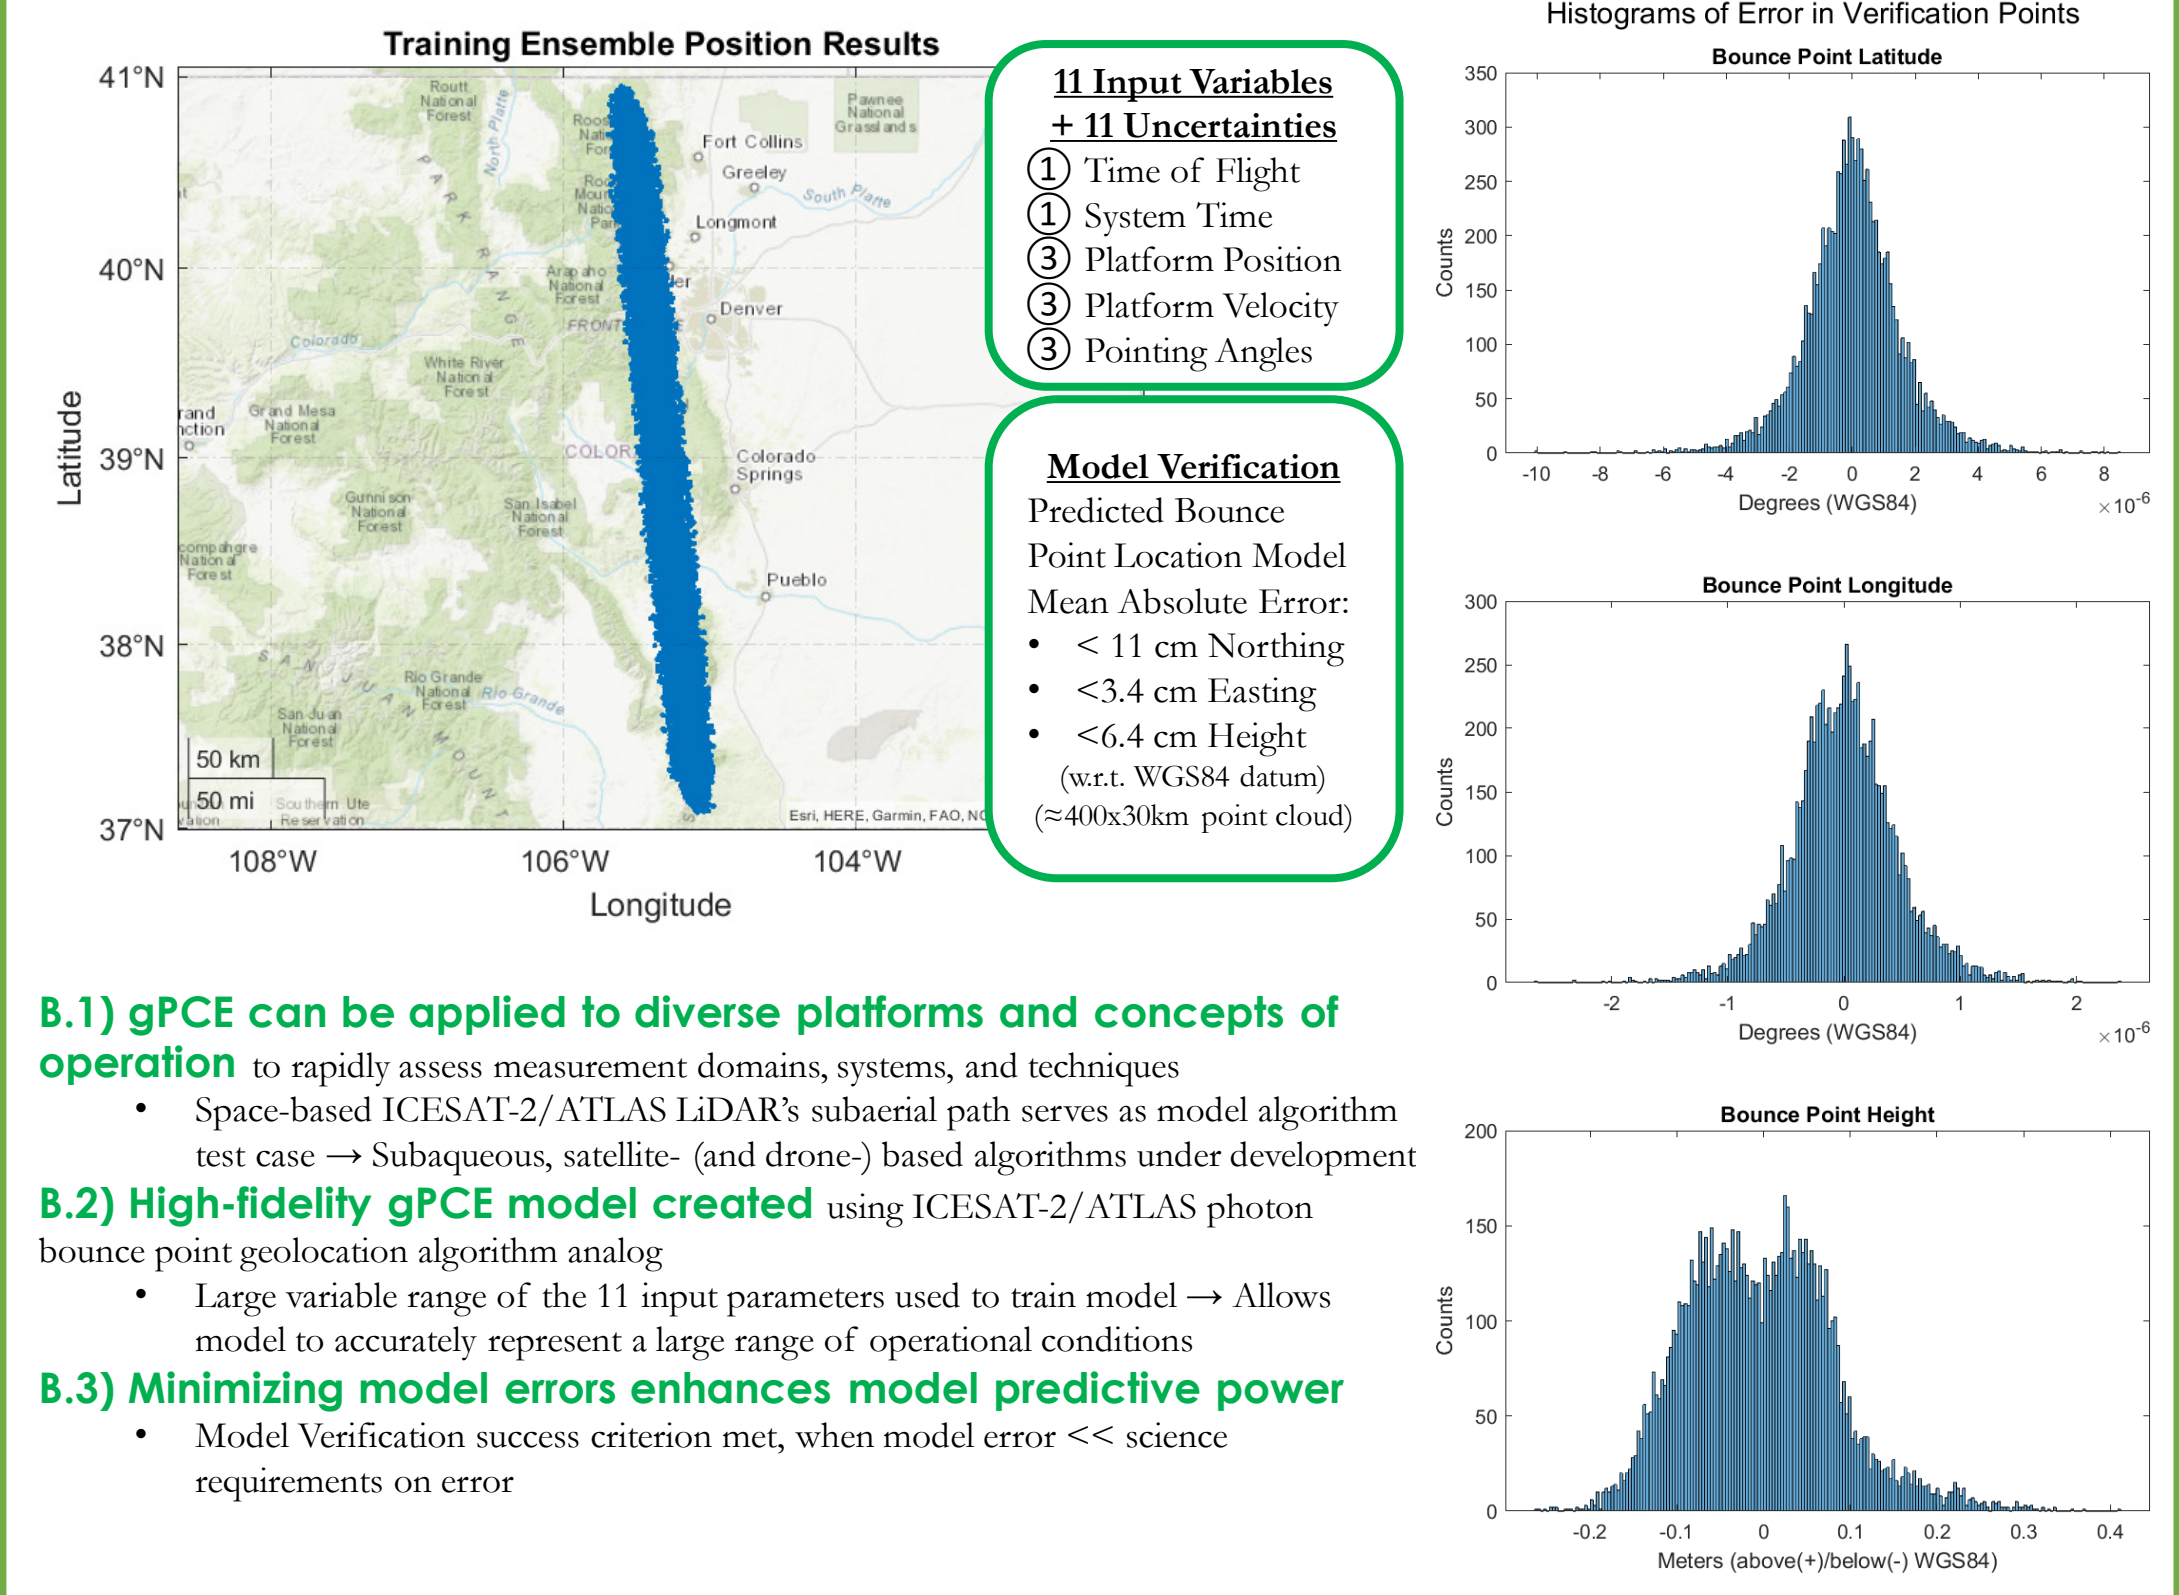 Training Ensemble Position Results
41°N
40°N
39°N
38°N
37°N
Latitude
108°W
106°W
104°W
Longitude
Routt
National
Forest
North Platte
PARK RANGE
Pawnee
National
Grasslands
Fort Collins
Greeley
South Platte
Longmont
Arapaho
National
Forest
Denver
FRONT
Colorado
White River
National
Forest
Grand Mesa
National
Forest
Colorado
Springs
Gunnison
National
Forest
San Isabel
National
Forest
Pueblo
SAN JUAN MOUNT
Rio Grande
National
Forest
Rio Grande
San Juan
National
Forest
50 km
50 mi
Southern Ute
Reservation
Esri, HERE, Garmin, FAO,
11 Input Variables
+ 11 Uncertainties
① Time of Flight
① System Time
③ Platform Position
③ Platform Velocity
③ Pointing Angles
Model Verification
Predicted Bounce
Point Location Model
Mean Absolute Error:
• < 11 cm Northing
• <3.4 cm Easting
• <6.4 cm Height
(w.r.t. WGS84 datum)
(≈400x30km point cloud)
Histograms of Error in Verification Points
Bounce Point Latitude
350
300
250
200
150
100
50
0
Counts
-10 -8 -6 -4 -2 0 2 4 6 8
Degrees (WGS84)
×10-6
Bounce Point Longitude
300
250
200
150
100
50
0
Counts
-2 -1 0 1 2
Degrees (WGS84)
×10-6
Bounce Point Height
200
150
100
50
0
Counts
-0.2 -0.1 0 0.1 0.2 0.3 0.4
Meters (above(+)/below(-) WGS84)
B.1) gPCE can be applied to diverse platforms and concepts of
operation to rapidly assess measurement domains, systems, and techniques
• Space-based ICESAT-2/ATLAS LiDAR's subaerial path serves as model algorithm
test case → Subaqueous, satellite- (and drone-) based algorithms under development
B.2) High-fidelity gPCE model created using ICESAT-2/ATLAS photon
bounce point geolocation algorithm analog
• Large variable range of the 11 input parameters used to train model → Allows
model to accurately represent a large range of operational conditions
B.3) Minimizing model errors enhances model predictive power
• Model Verification success criterion met, when model error << science
requirements on error